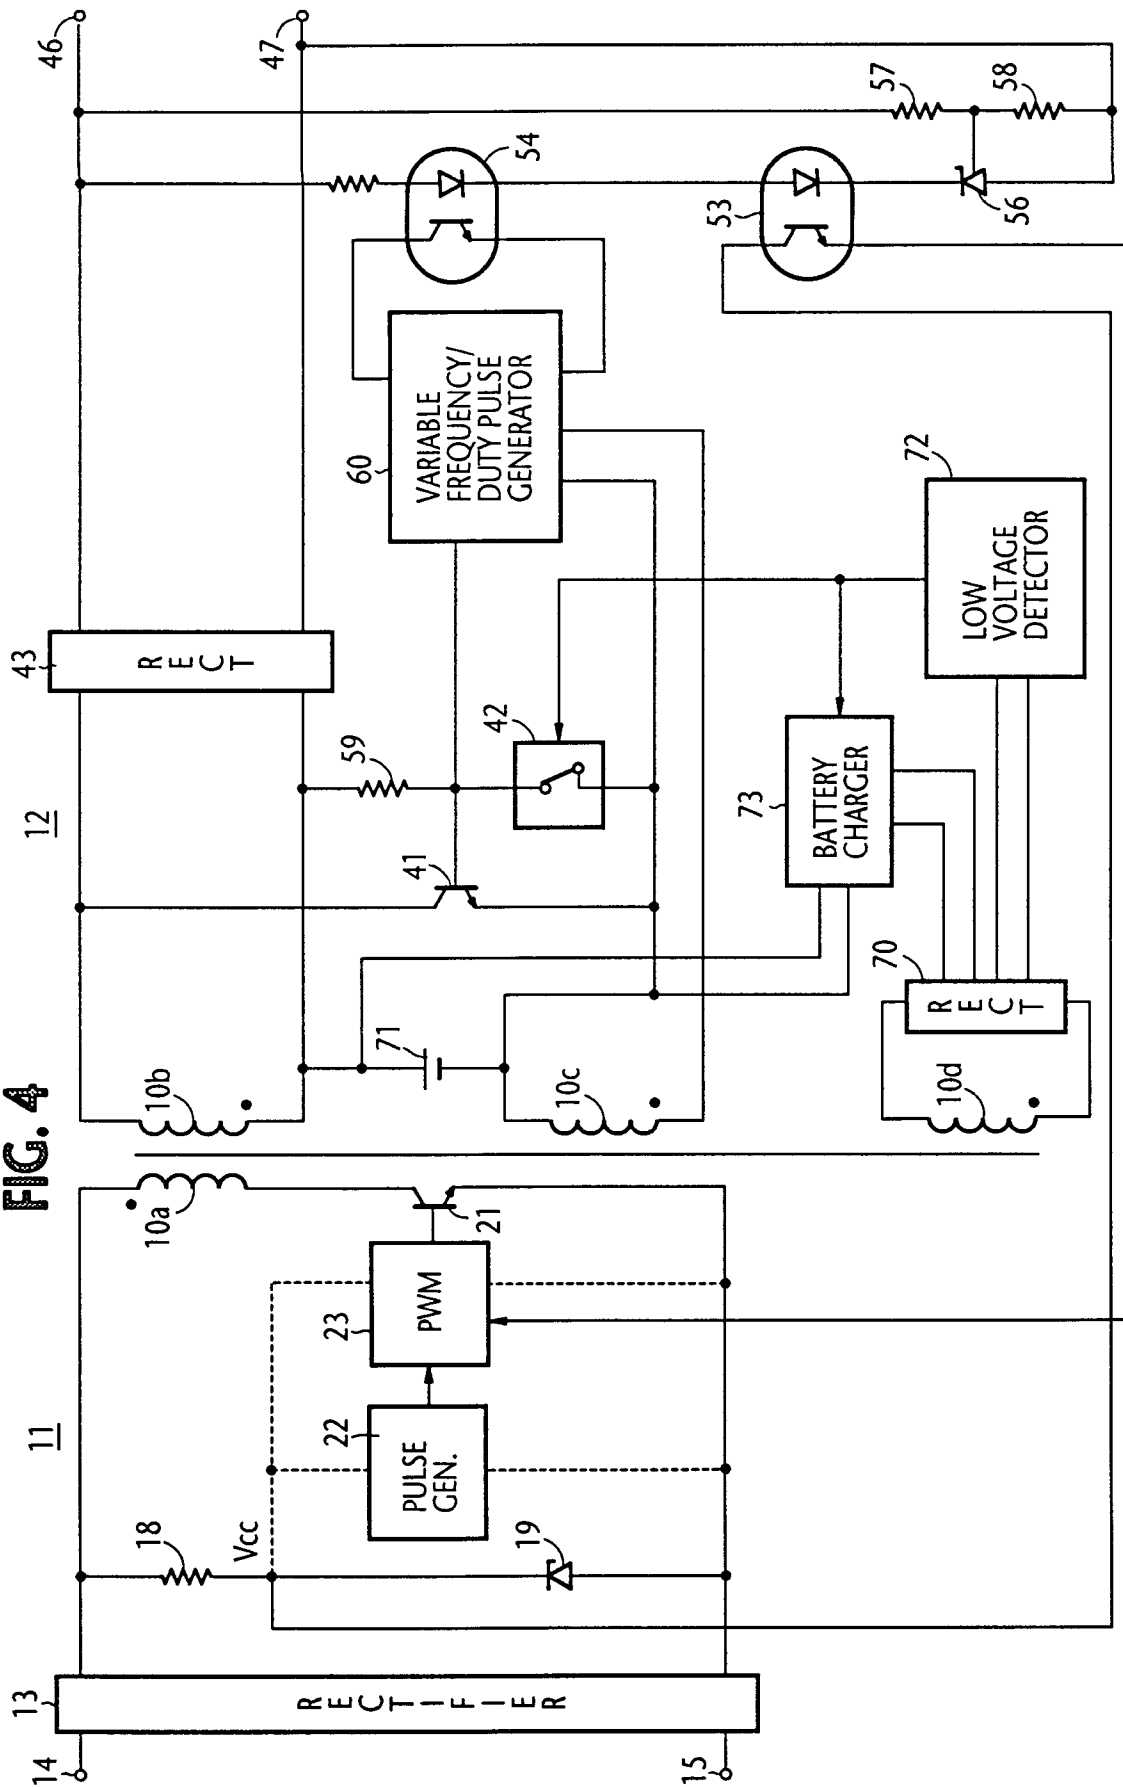 FIG. 4
11
12
14
13
RECTIFIER
15
18
Vcc
19
22
PULSE
GEN.
23
PWM
21
10a
10b
71
10c
10d
70
RECT
41
59
42
43
RECT
73
BATTERY
CHARGER
72
LOW
VOLTAGE
DETECTOR
60
VARIABLE
FREQUENCY/
DUTY PULSE
GENERATOR
54
53
56
57
58
46
47